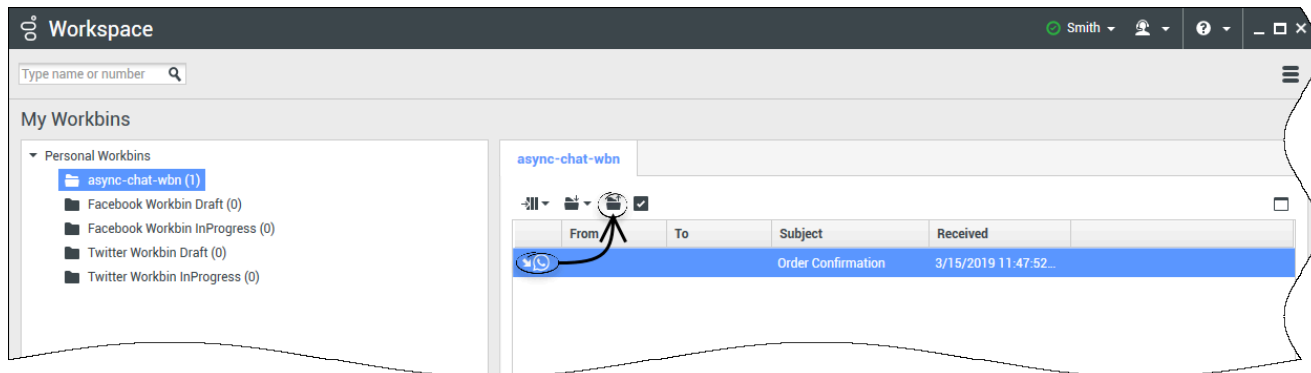 Workspace
Smith
Type name or number
My Workbins
Personal Workbins
async-chat-wbn (1)
Facebook Workbin Draft (0)
Facebook Workbin InProgress (0)
Twitter Workbin Draft (0)
Twitter Workbin InProgress (0)
async-chat-wbn
From To Subject Received
Order Confirmation 3/15/2019 11:47:52...